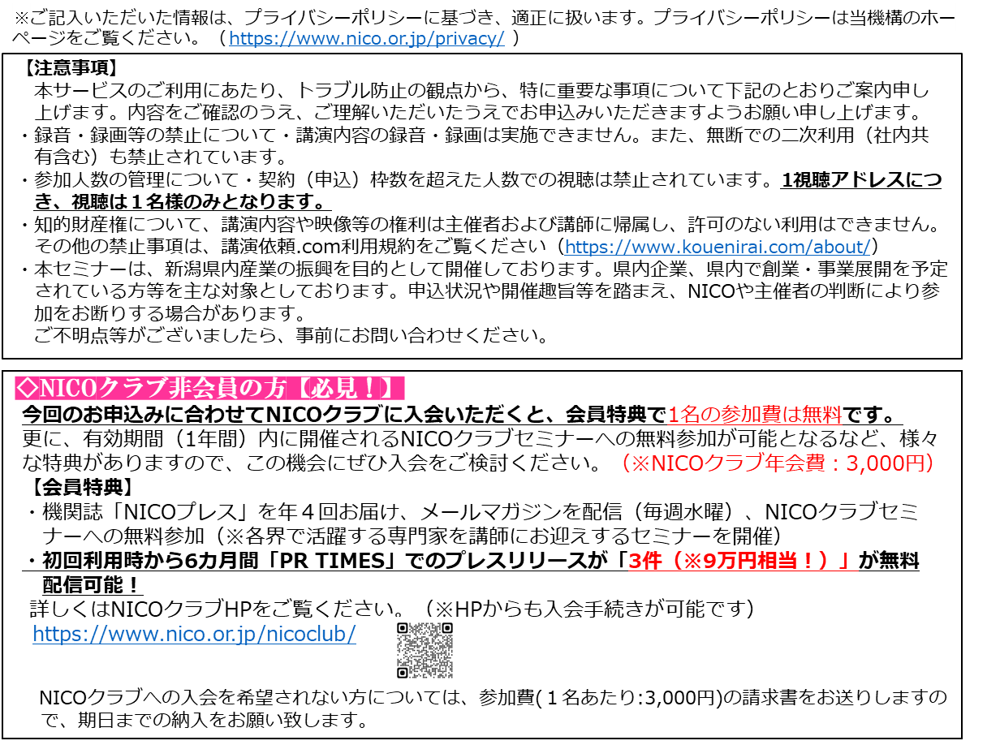 ※ご記入いただいた情報は、プライバシーポリシーに基づき、適正に扱います。プライバシーポリシーは当機構のホー
ページをご覧ください。（ https://www.nico.or.jp/privacy/ ）
【注意事項】
本サービスのご利用にあたり、トラブル防止の観点から、特に重要な事項について下記のとおりご案内申し
上げます。内容をご確認のうえ、ご理解いただいたうえでお申込みいただきますようお願い申し上げます。
・録音・録画等の禁止について・講演内容の録音・録画は実施できません。また、無断での二次利用（社内共
有含む）も禁止されています。
・参加人数の管理について・契約（申込）枠数を超えた人数での視聴は禁止されています。1視聴アドレスにつ
き、視聴は１名様のみとなります。
・知的財産権について、講演内容や映像等の権利は主催者および講師に帰属し、許可のない利用はできません。
その他の禁止事項は、講演依頼.com利用規約をご覧ください（https://www.kouenirai.com/about/）
・本セミナーは、新潟県内産業の振興を目的として開催しております。県内企業、県内で創業・事業展開を予定
されている方等を主な対象としております。申込状況や開催趣旨等を踏まえ、NICOや主催者の判断により参
加をお断りする場合があります。
ご不明点等がございましたら、事前にお問い合わせください。
◇NICOクラブ非会員の方【必見！】
今回のお申込みに合わせてNICOクラブに入会いただくと、会員特典で1名の参加費は無料です。
更に、有効期間（1年間）内に開催されるNICOクラブセミナーへの無料参加が可能となるなど、様々
な特典がありますので、この機会にぜひ入会をご検討ください。（※NICOクラブ年会費：3,000円）
【会員特典】
・機関誌「NICOプレス」を年４回お届け、メールマガジンを配信（毎週水曜）、NICOクラブセミ
ナーへの無料参加（※各界で活躍する専門家を講師にお迎えするセミナーを開催）
・初回利用時から6カ月間「PR TIMES」でのプレスリリースが「3件（※9万円相当！）」が無料
配信可能！
詳しくはNICOクラブHPをご覧ください。（※HPからも入会手続きが可能です）
https://www.nico.or.jp/nicoclub/
NICOクラブへの入会を希望されない方については、参加費(１名あたり:3,000円)の請求書をお送りしますの
で、期日までの納入をお願い致します。